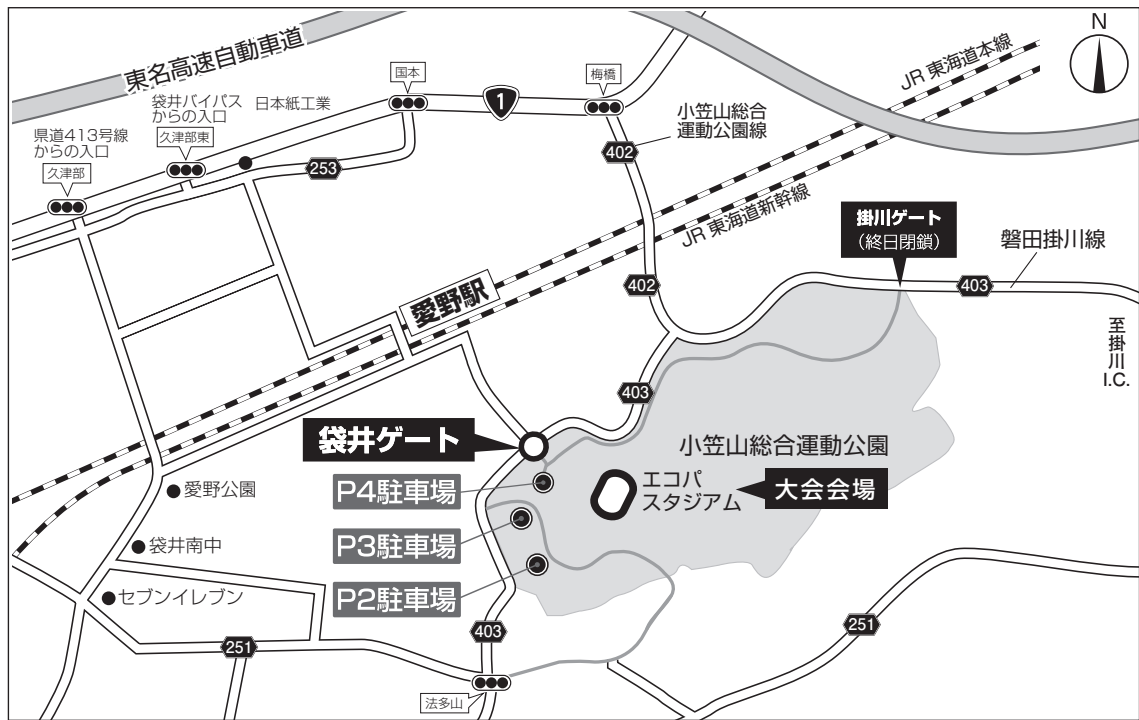 N
東名高速自動車道
国本
梅橋
1
JR 東海道本線
袋井バイパス
からの入口
日本紙工業
久津部東
県道413号線
からの入口
久津部
253
小笠山総合
運動公園線
402
JR 東海道新幹線
掛川ゲート
(終日閉鎖)
磐田掛川線
402
403
愛野駅
至掛川
I.C.
403
袋井ゲート
小笠山総合運動公園
P4駐車場
エコパ
スタジアム
大会会場
愛野公園
P3駐車場
袋井南中
P2駐車場
セブンイレブン
403
251
251
法多山